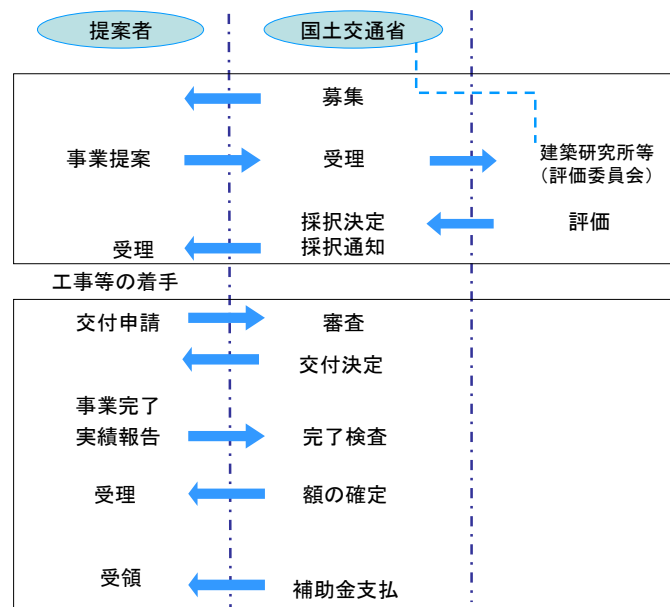 提案者
国土交通省
募集
事業提案
受理
建築研究所等
(評価委員会)
採択決定
評価
受理
採択通知
工事等の着手
交付申請
審査
交付決定
事業完了
実績報告
完了検査
受理
額の確定
受領
補助金支払